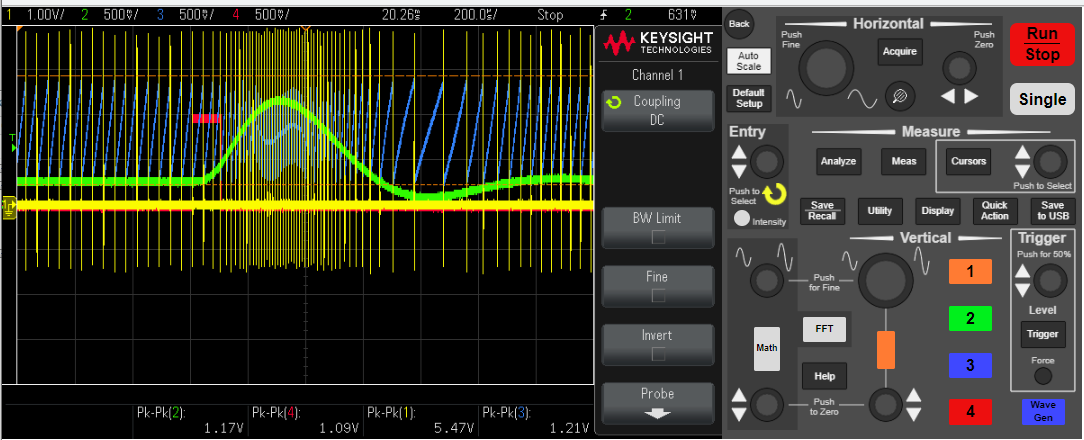 1 1.00V/ 2 500mV/ 3 500mV/ 4 500mV/ 20.26s 200.0s/ Stop 2 631mV
KEYSIGHT
TECHNOLOGIES
Channel 1
Coupling
DC
BW Limit
Fine
Invert
Probe
T
Pk-Pk(2): Pk-Pk(4): Pk-Pk(1): Pk-Pk(3):
1.17V 1.09V 5.47V 1.21V
Back
Auto
Scale
Default
Setup
Horizontal
Push
Fine
Acquire
Push
Zero
Run
Stop
Single
Entry
Push to
Select
Intensity
Measure
Analyze
Meas
Cursors
Push to Select
Save
Recall
Utility
Display
Quick
Action
Save
to USB
Vertical
Push
for Fine
Math
FFT
Help
Push
to Zero
1
2
3
4
Trigger
Push for 50%
Level
Trigger
Force
Wave
Gen